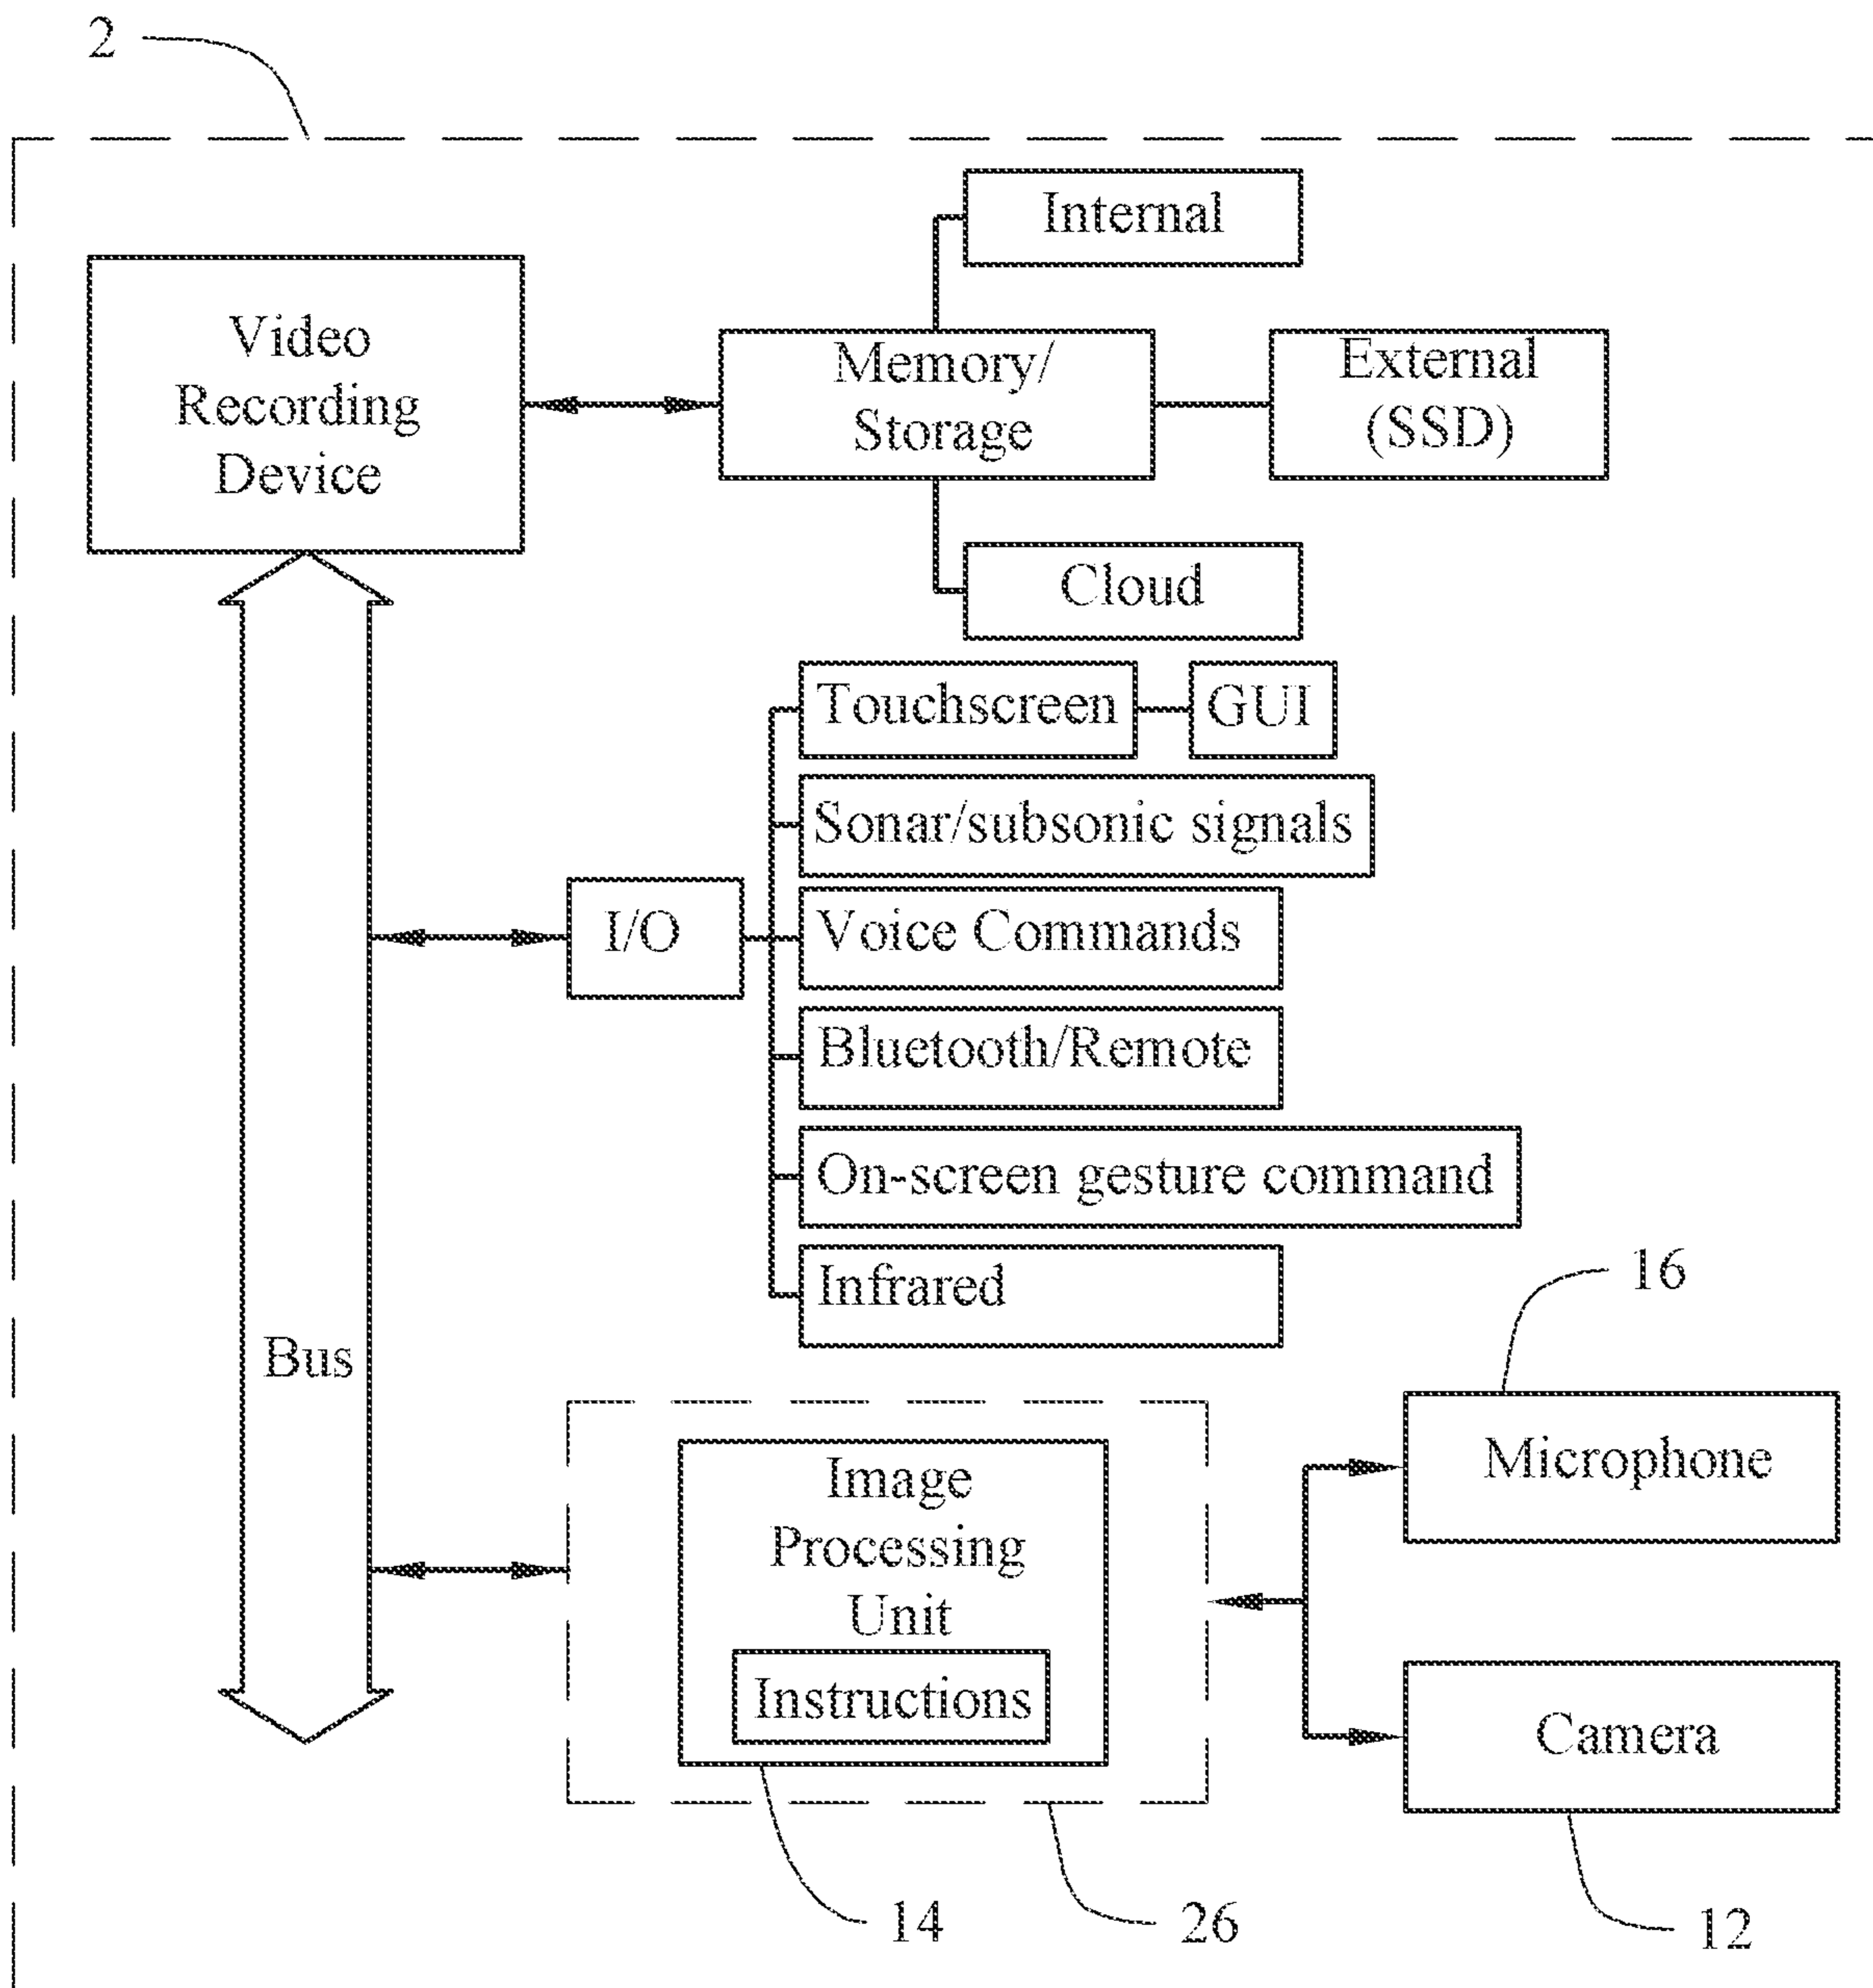 2
Internal
Video
Recording
Device
Memory/
Storage
External
(SSD)
Cloud
Touchscreen
GUI
Sonar/subsonic signals
I/O
Voice Commands
Bluetooth/Remote
On-screen gesture command
Infrared
16
Bus
Microphone
Image
Processing
Unit
Instructions
Camera
14
26
12